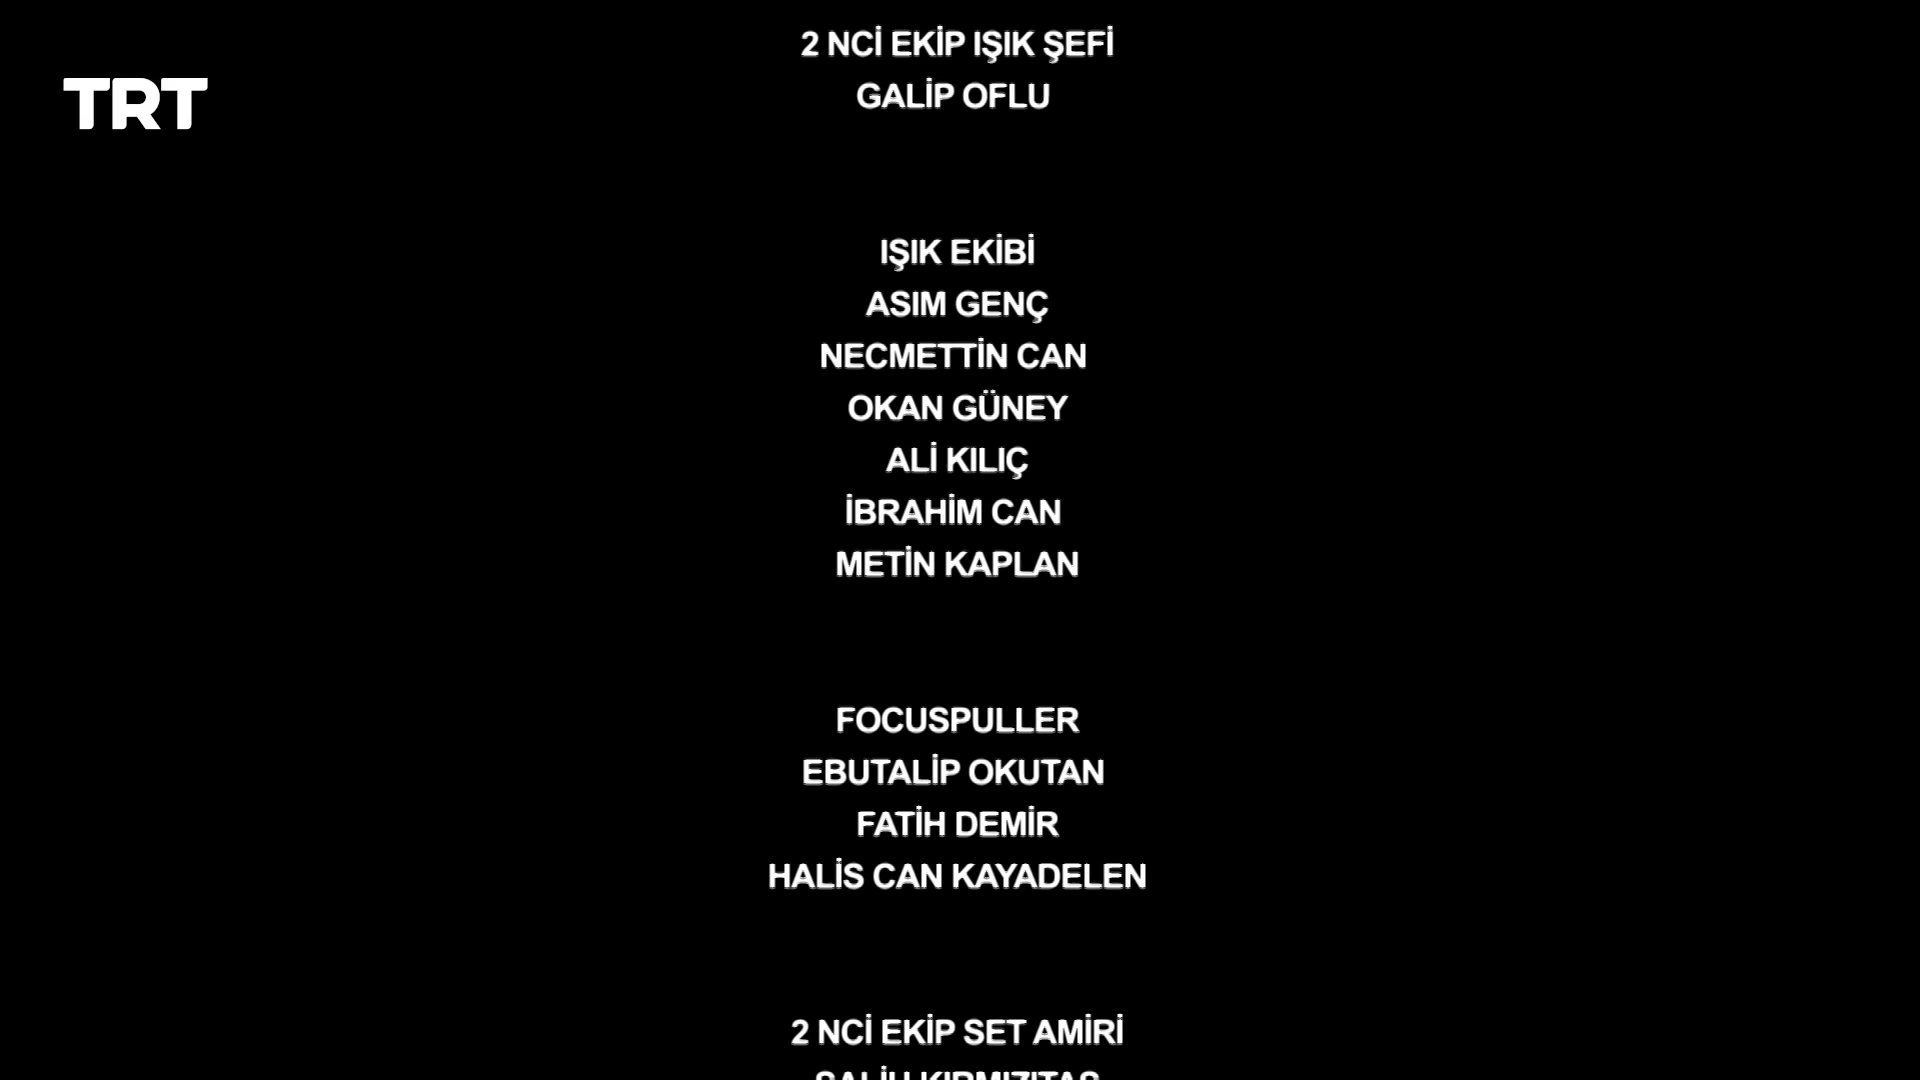 2 NCİ EKİP IŞIK ŞEFİ
TRT
GALİP OFLU
IŞIK EKİBİ
ASIM GENÇ
NECMETTİN CAN
OKAN GÜNEY
ALİ KILIÇ
İBRAHİM CAN
METİN KAPLAN
FOCUSPULLER
EBUTALİP OKUTAN
FATİH DEMİR
HALİS CAN KAYADELEN
2 NCİ EKİP SET AMİRİ